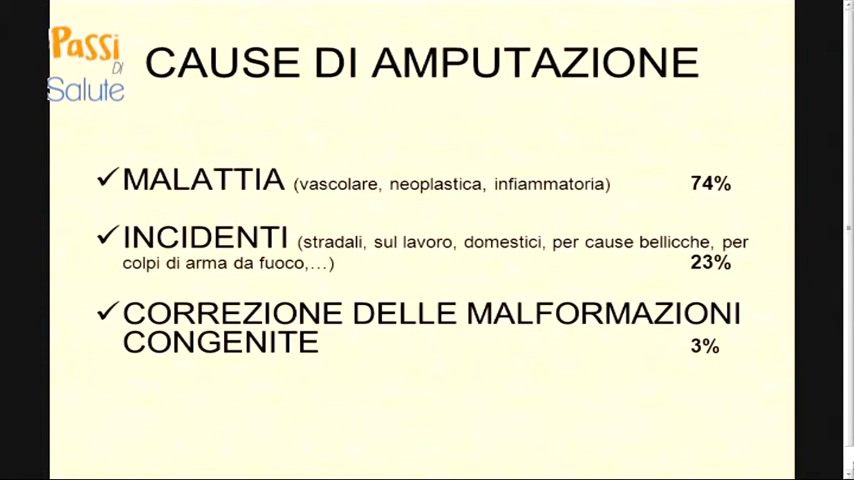 Passi
DI
Salute
CAUSE DI AMPUTAZIONE
✓MALATTIA (vascolare, neoplastica, infiammatoria) 74%
✓INCIDENTI (stradali, sul lavoro, domestici, per cause bellicche, per
colpi di arma da fuoco,…) 23%
✓CORREZIONE DELLE MALFORMAZIONI
CONGENITE 3%